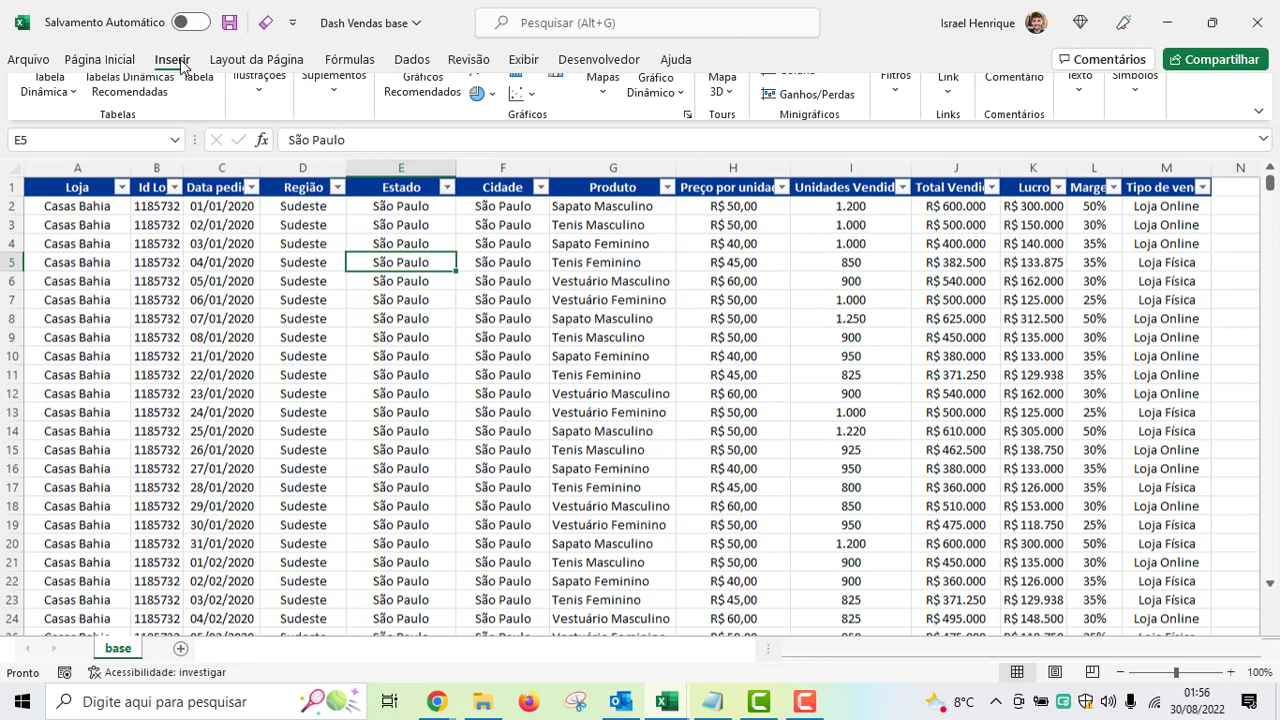 Salvamento Automático
Dash Vendas base
Pesquisar (Alt+G)
Israel Henrique
Arquivo Página Inicial Inserir Layout da Página Fórmulas Dados Revisão Exibir Desenvolvedor Ajuda
Comentários
Compartilhar
Tabela Dinâmica
Tabelas Dinâmicas Recomendadas
Tabela
Ilustrações
Suplementos
Gráficos Recomendados
Mapas
Gráfico Dinâmico
Mapa 3D
Ganhos/Perdas
Filtros
Link
Comentário
Texto
Símbolos
Tabelas Gráficos Tours Minigráficos Links Comentários
E5 fx São Paulo
A B C D E F G H I J K L M N
1 Loja Id Lo Data pedi Região Estado Cidade Produto Preço por unida Unidades Vendid Total Vendi Lucro Marge Tipo de ven
2 Casas Bahia 1185732 01/01/2020 Sudeste São Paulo São Paulo Sapato Masculino R$ 50,00 1.200 R$ 600.000 R$ 300.000 50% Loja Online
3 Casas Bahia 1185732 02/01/2020 Sudeste São Paulo São Paulo Tenis Masculino R$ 50,00 1.000 R$ 500.000 R$ 150.000 30% Loja Online
4 Casas Bahia 1185732 03/01/2020 Sudeste São Paulo São Paulo Sapato Feminino R$ 40,00 1.000 R$ 400.000 R$ 140.000 35% Loja Online
5 Casas Bahia 1185732 04/01/2020 Sudeste São Paulo São Paulo Tenis Feminino R$ 45,00 850 R$ 382.500 R$ 133.875 35% Loja Física
6 Casas Bahia 1185732 05/01/2020 Sudeste São Paulo São Paulo Vestuário Masculino R$ 60,00 900 R$ 540.000 R$ 162.000 30% Loja Online
7 Casas Bahia 1185732 06/01/2020 Sudeste São Paulo São Paulo Vestuário Feminino R$ 50,00 1.000 R$ 500.000 R$ 125.000 25% Loja Física
8 Casas Bahia 1185732 07/01/2020 Sudeste São Paulo São Paulo Sapato Masculino R$ 50,00 1.250 R$ 625.000 R$ 312.500 50% Loja Online
9 Casas Bahia 1185732 08/01/2020 Sudeste São Paulo São Paulo Tenis Masculino R$ 50,00 900 R$ 450.000 R$ 135.000 30% Loja Online
10 Casas Bahia 1185732 21/01/2020 Sudeste São Paulo São Paulo Sapato Feminino R$ 40,00 950 R$ 380.000 R$ 133.000 35% Loja Online
11 Casas Bahia 1185732 22/01/2020 Sudeste São Paulo São Paulo Tenis Feminino R$ 45,00 825 R$ 371.250 R$ 129.938 35% Loja Física
12 Casas Bahia 1185732 23/01/2020 Sudeste São Paulo São Paulo Vestuário Masculino R$ 60,00 900 R$ 540.000 R$ 162.000 30% Loja Online
13 Casas Bahia 1185732 24/01/2020 Sudeste São Paulo São Paulo Vestuário Feminino R$ 50,00 1.000 R$ 500.000 R$ 125.000 25% Loja Física
14 Casas Bahia 1185732 25/01/2020 Sudeste São Paulo São Paulo Sapato Masculino R$ 50,00 1.220 R$ 610.000 R$ 305.000 50% Loja Física
15 Casas Bahia 1185732 26/01/2020 Sudeste São Paulo São Paulo Tenis Masculino R$ 50,00 925 R$ 462.500 R$ 138.750 30% Loja Online
16 Casas Bahia 1185732 27/01/2020 Sudeste São Paulo São Paulo Sapato Feminino R$ 40,00 950 R$ 380.000 R$ 133.000 35% Loja Online
17 Casas Bahia 1185732 28/01/2020 Sudeste São Paulo São Paulo Tenis Feminino R$ 45,00 800 R$ 360.000 R$ 126.000 35% Loja Física
18 Casas Bahia 1185732 29/01/2020 Sudeste São Paulo São Paulo Vestuário Masculino R$ 60,00 850 R$ 510.000 R$ 153.000 30% Loja Online
19 Casas Bahia 1185732 30/01/2020 Sudeste São Paulo São Paulo Vestuário Feminino R$ 50,00 950 R$ 475.000 R$ 118.750 25% Loja Física
20 Casas Bahia 1185732 31/01/2020 Sudeste São Paulo São Paulo Sapato Masculino R$ 50,00 1.200 R$ 600.000 R$ 300.000 50% Loja Física
21 Casas Bahia 1185732 01/02/2020 Sudeste São Paulo São Paulo Tenis Masculino R$ 50,00 900 R$ 450.000 R$ 135.000 30% Loja Online
22 Casas Bahia 1185732 02/02/2020 Sudeste São Paulo São Paulo Sapato Feminino R$ 40,00 900 R$ 360.000 R$ 126.000 35% Loja Física
23 Casas Bahia 1185732 03/02/2020 Sudeste São Paulo São Paulo Tenis Feminino R$ 45,00 825 R$ 371.250 R$ 129.938 35% Loja Física
24 Casas Bahia 1185732 04/02/2020 Sudeste São Paulo São Paulo Vestuário Masculino R$ 60,00 825 R$ 495.000 R$ 148.500 30% Loja Online
base
Pronto Acessibilidade: investigar 100%
Digite aqui para pesquisar
8°C
01:56
30/08/2022